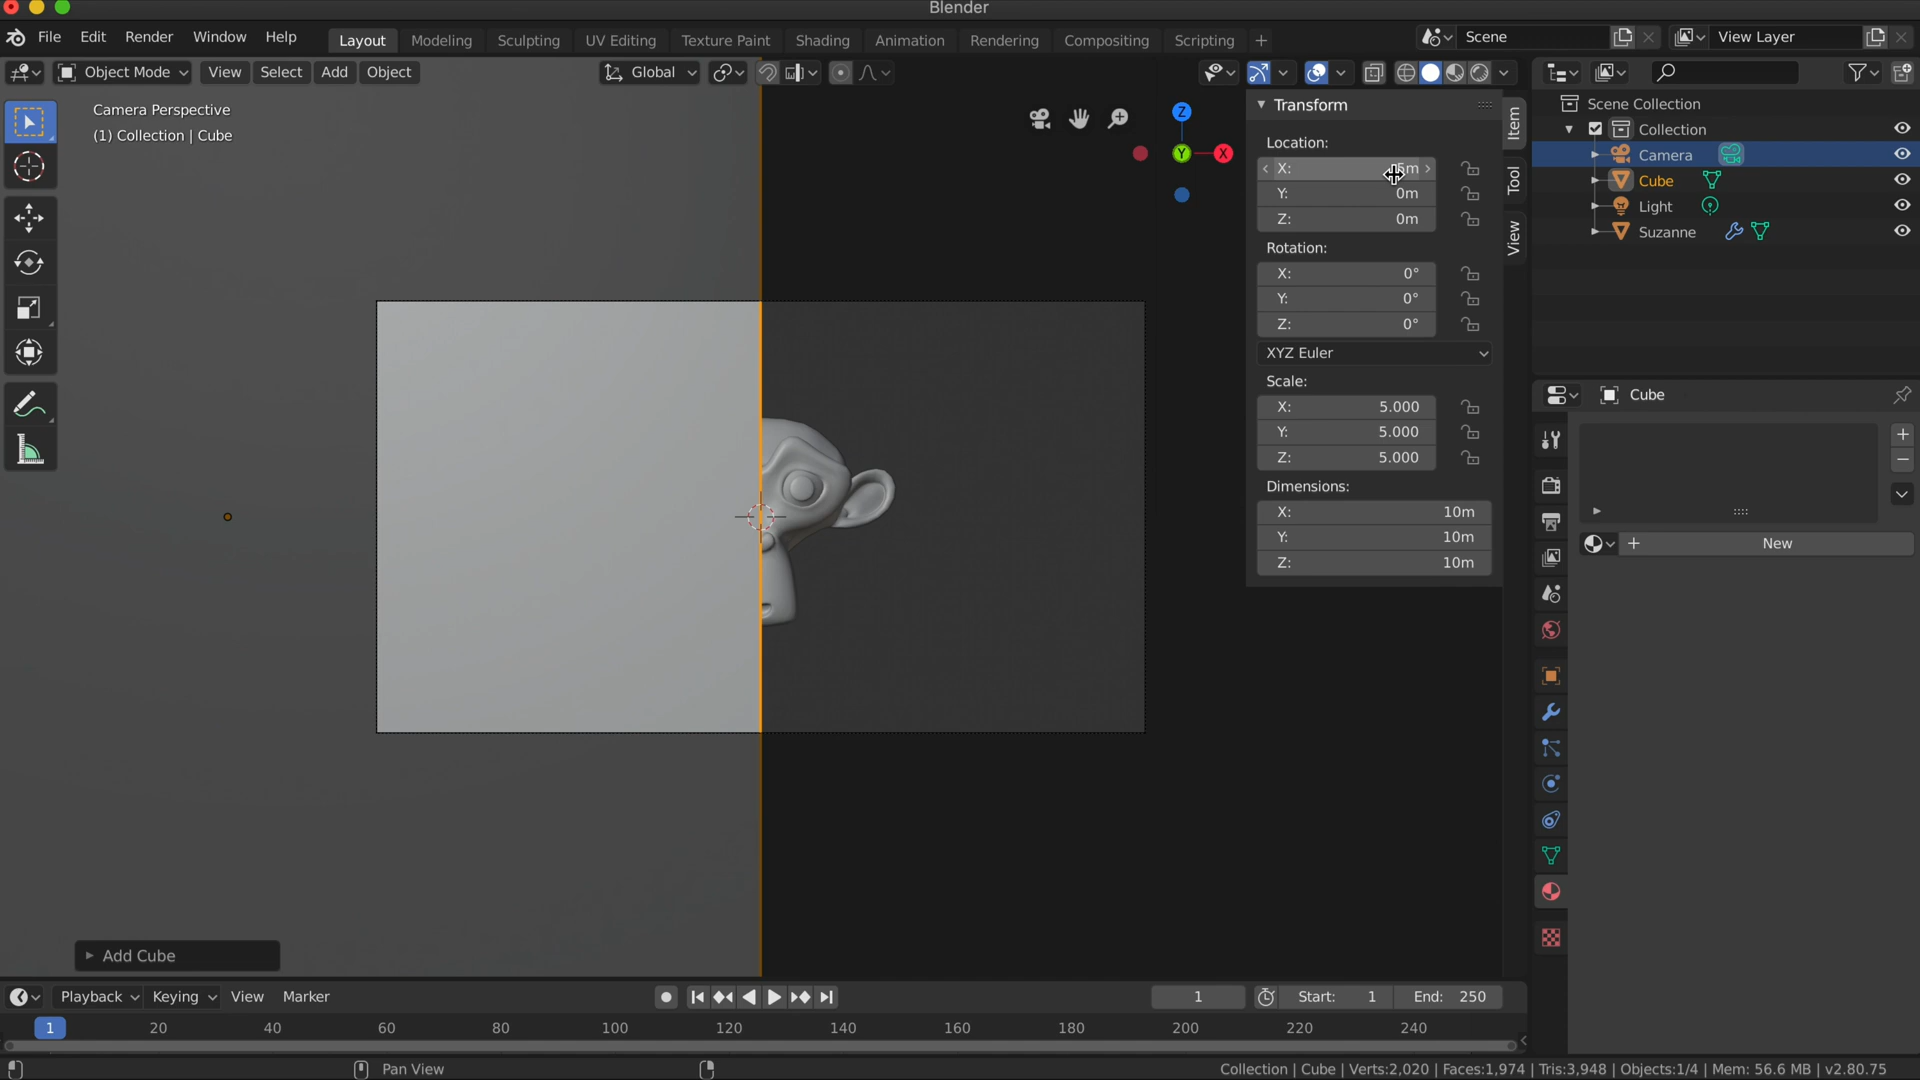 Blender
File Edit Render Window Help Layout Modeling Sculpting UV Editing Texture Paint Shading Animation Rendering Compositing Scripting + Scene View Layer
Object Mode View Select Add Object Global
Camera Perspective
(1) Collection | Cube
Z
Y
X
Transform
Location:
X:
Y: 0m
Z: 0m
Rotation:
X: 0°
Y: 0°
Z: 0°
XYZ Euler
Scale:
X: 5.000
Y: 5.000
Z: 5.000
Dimensions:
X: 10m
Y: 10m
Z: 10m
Item
Tool
View
Scene Collection
Collection
Camera
Cube
Light
Suzanne
Cube
New
Add Cube
Playback Keying View Marker 1 Start: 1 End: 250
1 20 40 60 80 100 120 140 160 180 200 220 240
Pan View Collection | Cube | Verts:2,020 | Faces:1,974 | Tris:3,948 | Objects:1/4 | Mem: 56.6 MB | v2.80.75